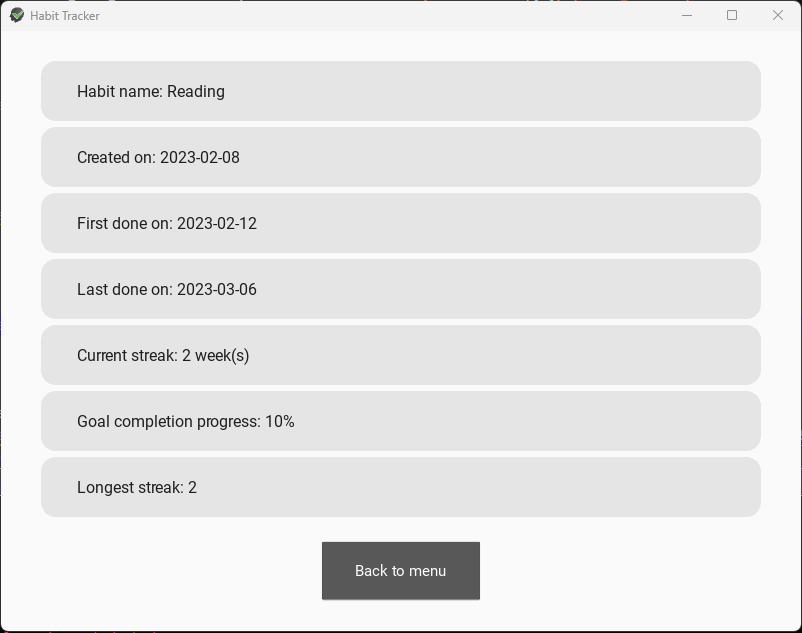 Habit Tracker
Habit name: Reading
Created on: 2023-02-08
First done on: 2023-02-12
Last done on: 2023-03-06
Current streak: 2 week(s)
Goal completion progress: 10%
Longest streak: 2
Back to menu